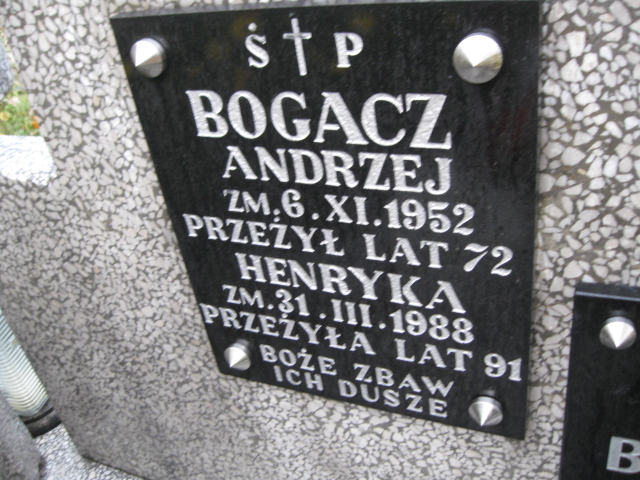 Ś † P
BOGACZ
ANDRZEJ
ZM. 6. XI. 1952
PRZEŻYŁ LAT 72
HENRYKA
ZM. 31. III. 1988
PRZEŻYŁA LAT 91
BOŻE ZBAW
ICH DUSZE
B